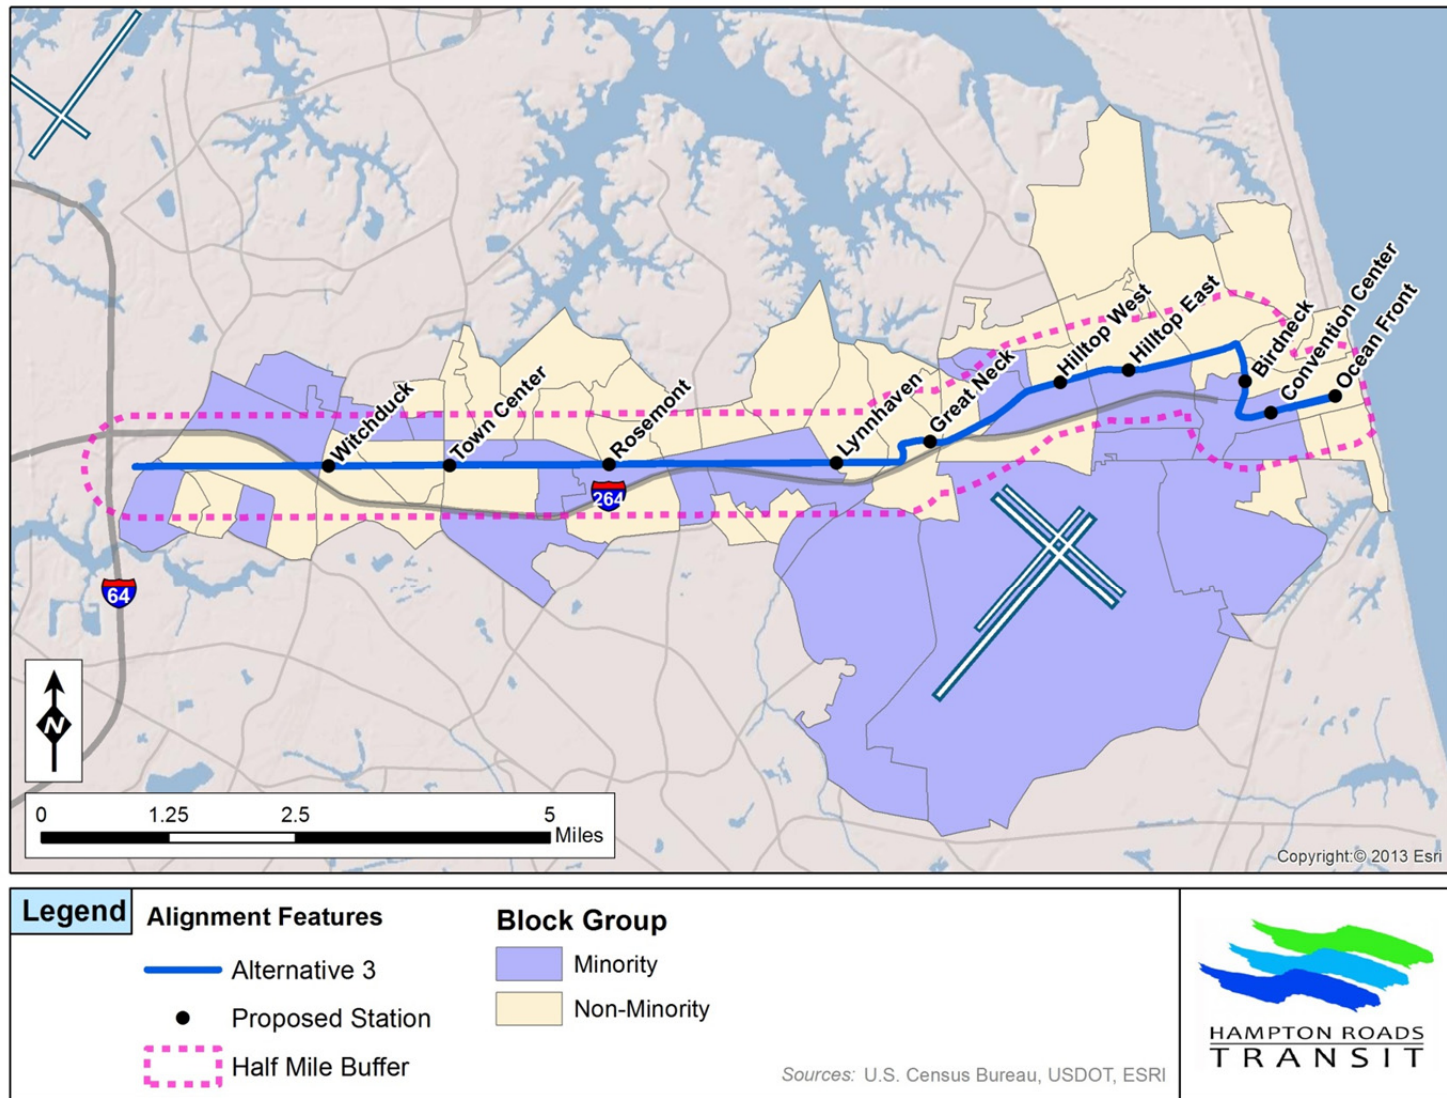 Witchduck
Town Center
Rosemont
Lynnhaven
Great Neck
Hilltop West
Hilltop East
Birdneck
Convention Center
Ocean Front
264
64
N
0 1.25 2.5 5
Miles
Copyright:© 2013 Esri
Legend
Alignment Features
Alternative 3
Proposed Station
Half Mile Buffer
Block Group
Minority
Non-Minority
Sources: U.S. Census Bureau, USDOT, ESRI
HAMPTON ROADS
TRANSIT